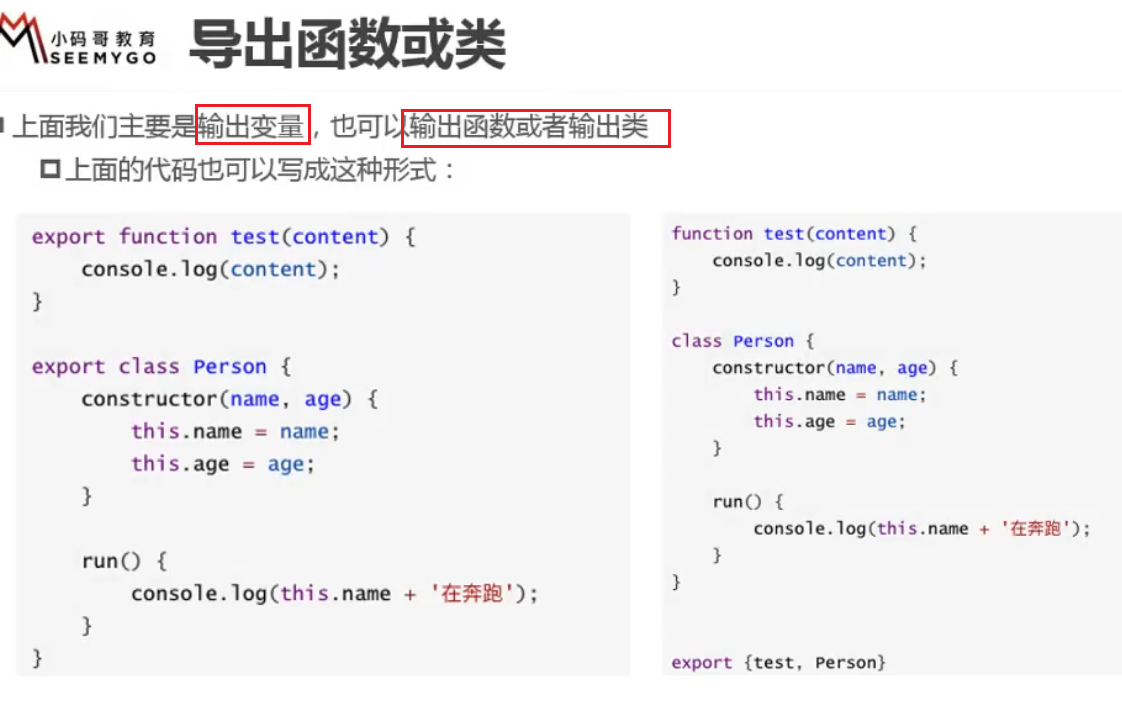 小码哥教育
SEEMYGO
导出函数或类
上面我们主要是输出变量，也可以输出函数或者输出类
上面的代码也可以写成这种形式：
export function test(content) {
    console.log(content);
}
export class Person {
    constructor(name, age) {
        this.name = name;
        this.age = age;
    }
    run() {
        console.log(this.name + '在奔跑');
    }
}
function test(content) {
    console.log(content);
}
class Person {
    constructor(name, age) {
        this.name = name;
        this.age = age;
    }
    run() {
        console.log(this.name + '在奔跑');
    }
}
export {test, Person}